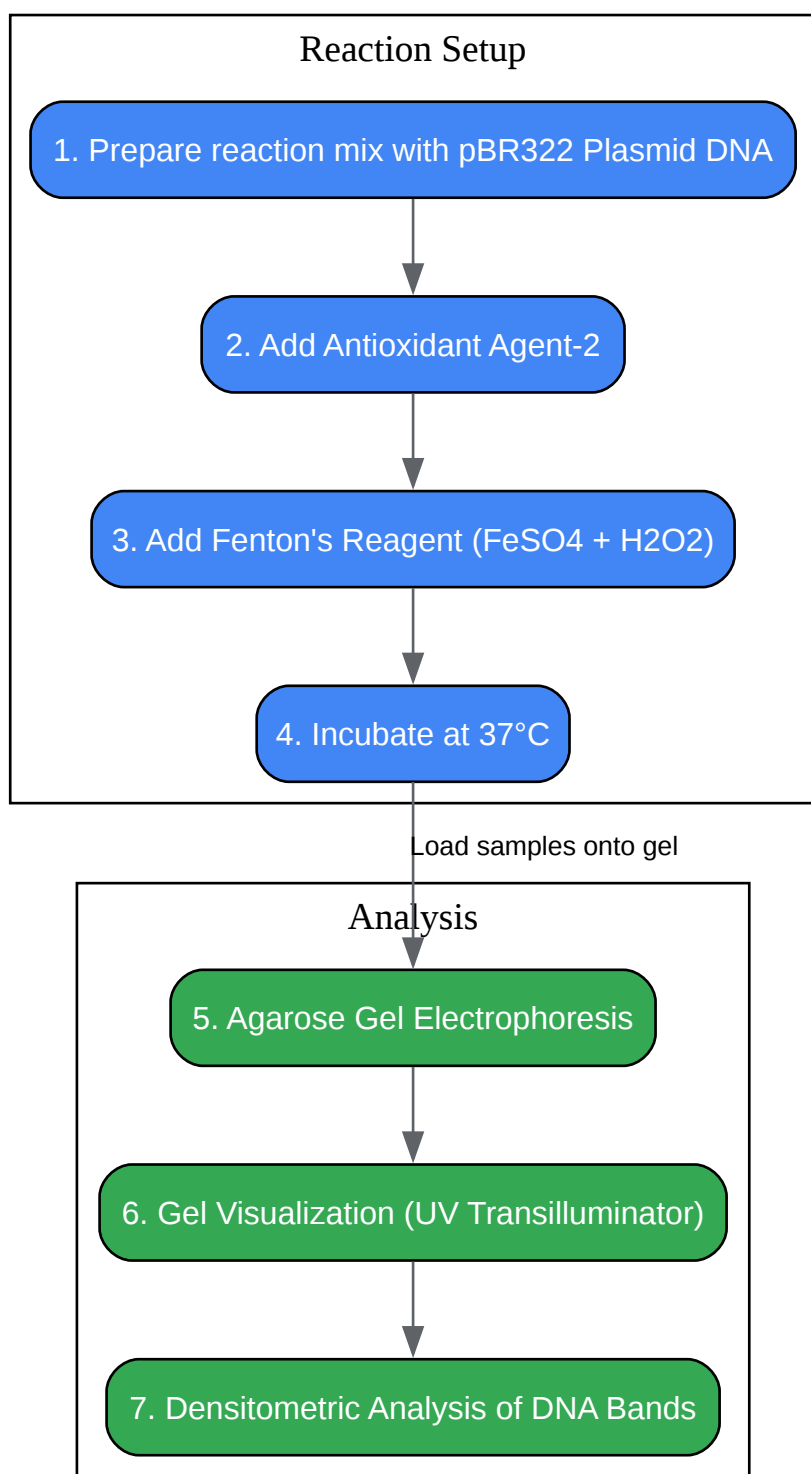 Reaction Setup
1. Prepare reaction mix with pBR322 Plasmid DNA
2. Add Antioxidant Agent-2
3. Add Fenton's Reagent (FeSO4 + H2O2)
4. Incubate at 37°C
Load samples onto gel
Analysis
5. Agarose Gel Electrophoresis
6. Gel Visualization (UV Transilluminator)
7. Densitometric Analysis of DNA Bands